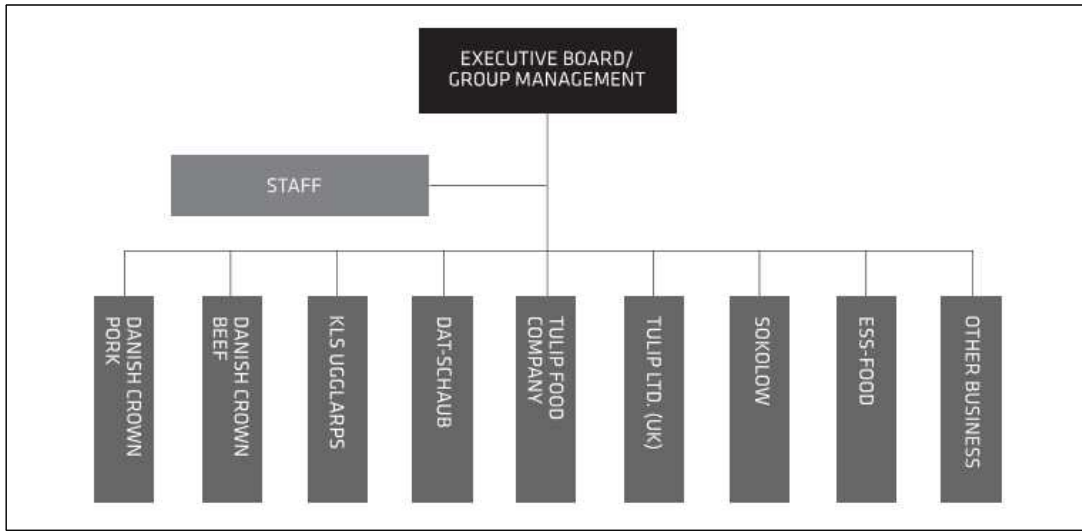 EXECUTIVE BOARD/
GROUP MANAGEMENT
STAFF
DANISH CROWN
PORK
DANISH CROWN
BEEF
KLS UGGLARPS
DAT-SCHAUB
TULIP FOOD
COMPANY
TULIP LTD. (UK)
SOKOLOW
ESS-FOOD
OTHER BUSINESS